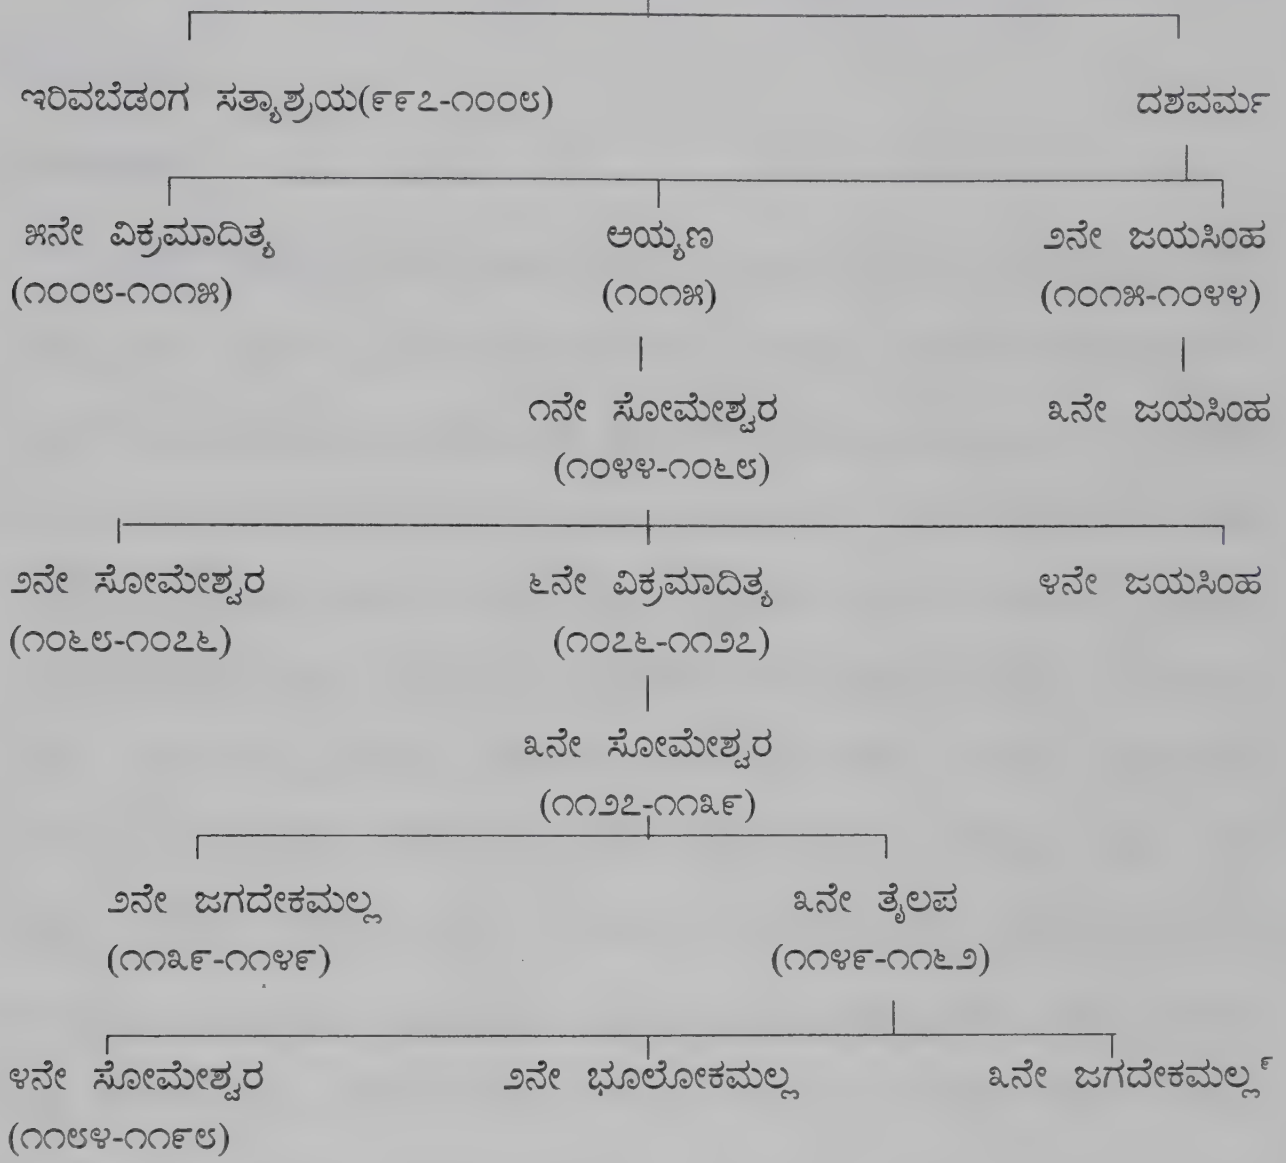 ಇರಿವಬೆಡಂಗ ಸತ್ಯಾಶ್ರಯ(೯೯೭-೧೦೦೮) ದಶವರ್ಮ
೫ನೇ ವಿಕ್ರಮಾದಿತ್ಯ ಅಯ್ಯಣ ೨ನೇ ಜಯಸಿಂಹ
(೧೦೦೮-೧೦೧೫) (೧೦೧೫) (೧೦೧೫-೧೦೪೪)
೧ನೇ ಸೋಮೇಶ್ವರ ೩ನೇ ಜಯಸಿಂಹ
(೧೦೪೪-೧೦೬೮)
೨ನೇ ಸೋಮೇಶ್ವರ ೬ನೇ ವಿಕ್ರಮಾದಿತ್ಯ ೪ನೇ ಜಯಸಿಂಹ
(೧೦೬೮-೧೦೭೬) (೧೦೭೬-೧೧೨೭)
೩ನೇ ಸೋಮೇಶ್ವರ
(೧೧೨೭-೧೧೩೯)
೨ನೇ ಜಗದೇಕಮಲ್ಲ ೩ನೇ ತೈಲಪ
(೧೧೩೯-೧೧೪೯) (೧೧೪೯-೧೧೬೨)
೪ನೇ ಸೋಮೇಶ್ವರ ೨ನೇ ಭೂಲೋಕಮಲ್ಲ ೩ನೇ ಜಗದೇಕಮಲ್ಲ೯
(೧೧೮೪-೧೧೯೮)